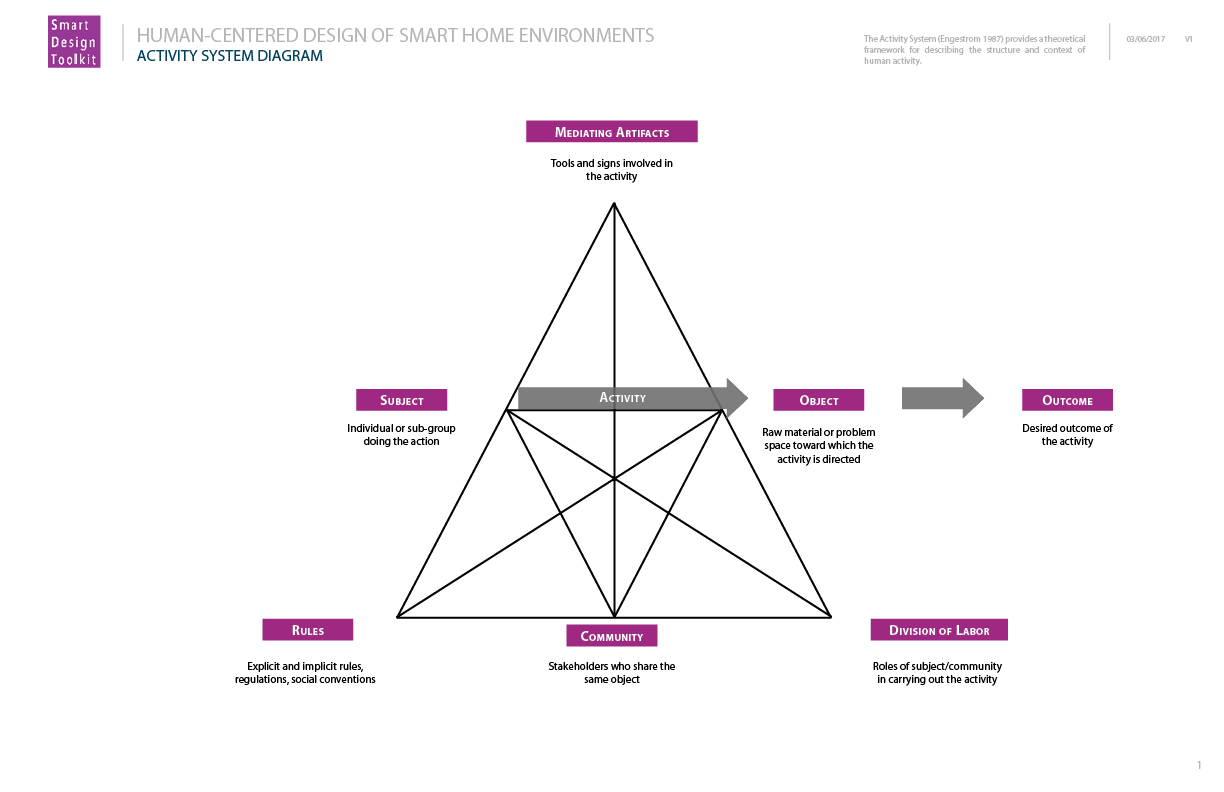 Smart
Design
Toolkit
HUMAN-CENTERED DESIGN OF SMART HOME ENVIRONMENTS
ACTIVITY SYSTEM DIAGRAM
The Activity System (Engestrom 1987) provides a theoretical
framework for describing the structure and context of
human activity.
03/06/2017
V1
Mediating Artifacts
Tools and signs involved in
the activity
Subject
Individual or sub-group
doing the action
Activity
Object
Raw material or problem
space toward which the
activity is directed
Outcome
Desired outcome of
the activity
Rules
Explicit and implicit rules,
regulations, social conventions
Community
Stakeholders who share the
same object
Division of Labor
Roles of subject/community
in carrying out the activity
1